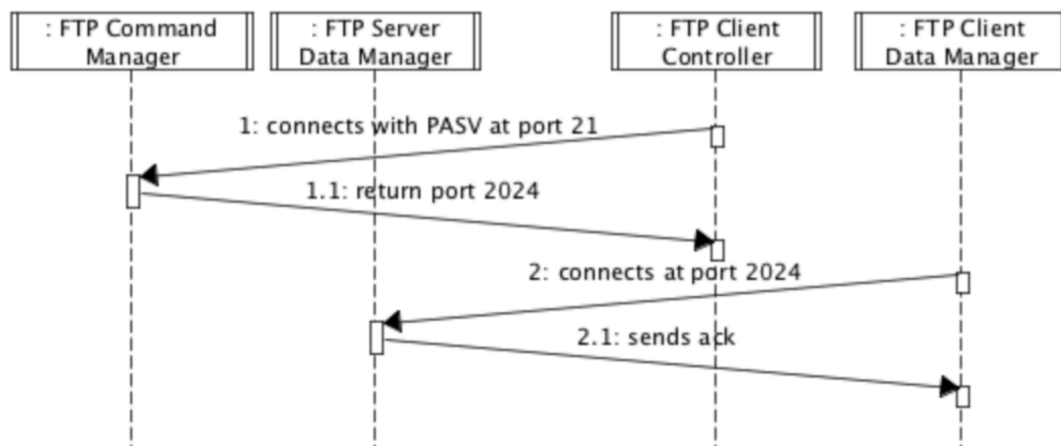 : FTP Command
Manager
: FTP Server
Data Manager
: FTP Client
Controller
: FTP Client
Data Manager
1: connects with PASV at port 21
1.1: return port 2024
2: connects at port 2024
2.1: sends ack